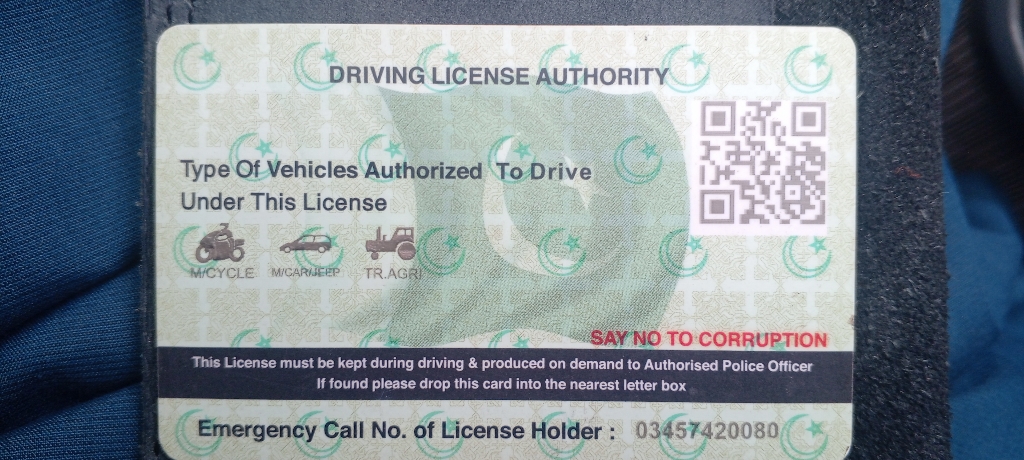 DRIVING LICENSE AUTHORITY
Type Of Vehicles Authorized To Drive
Under This License
M/CYCLE M/CAR/JEEP TR.AGRI
SAY NO TO CORRUPTION
This License must be kept during driving & produced on demand to Authorised Police Officer
If found please drop this card into the nearest letter box
Emergency Call No. of License Holder : 03457420080